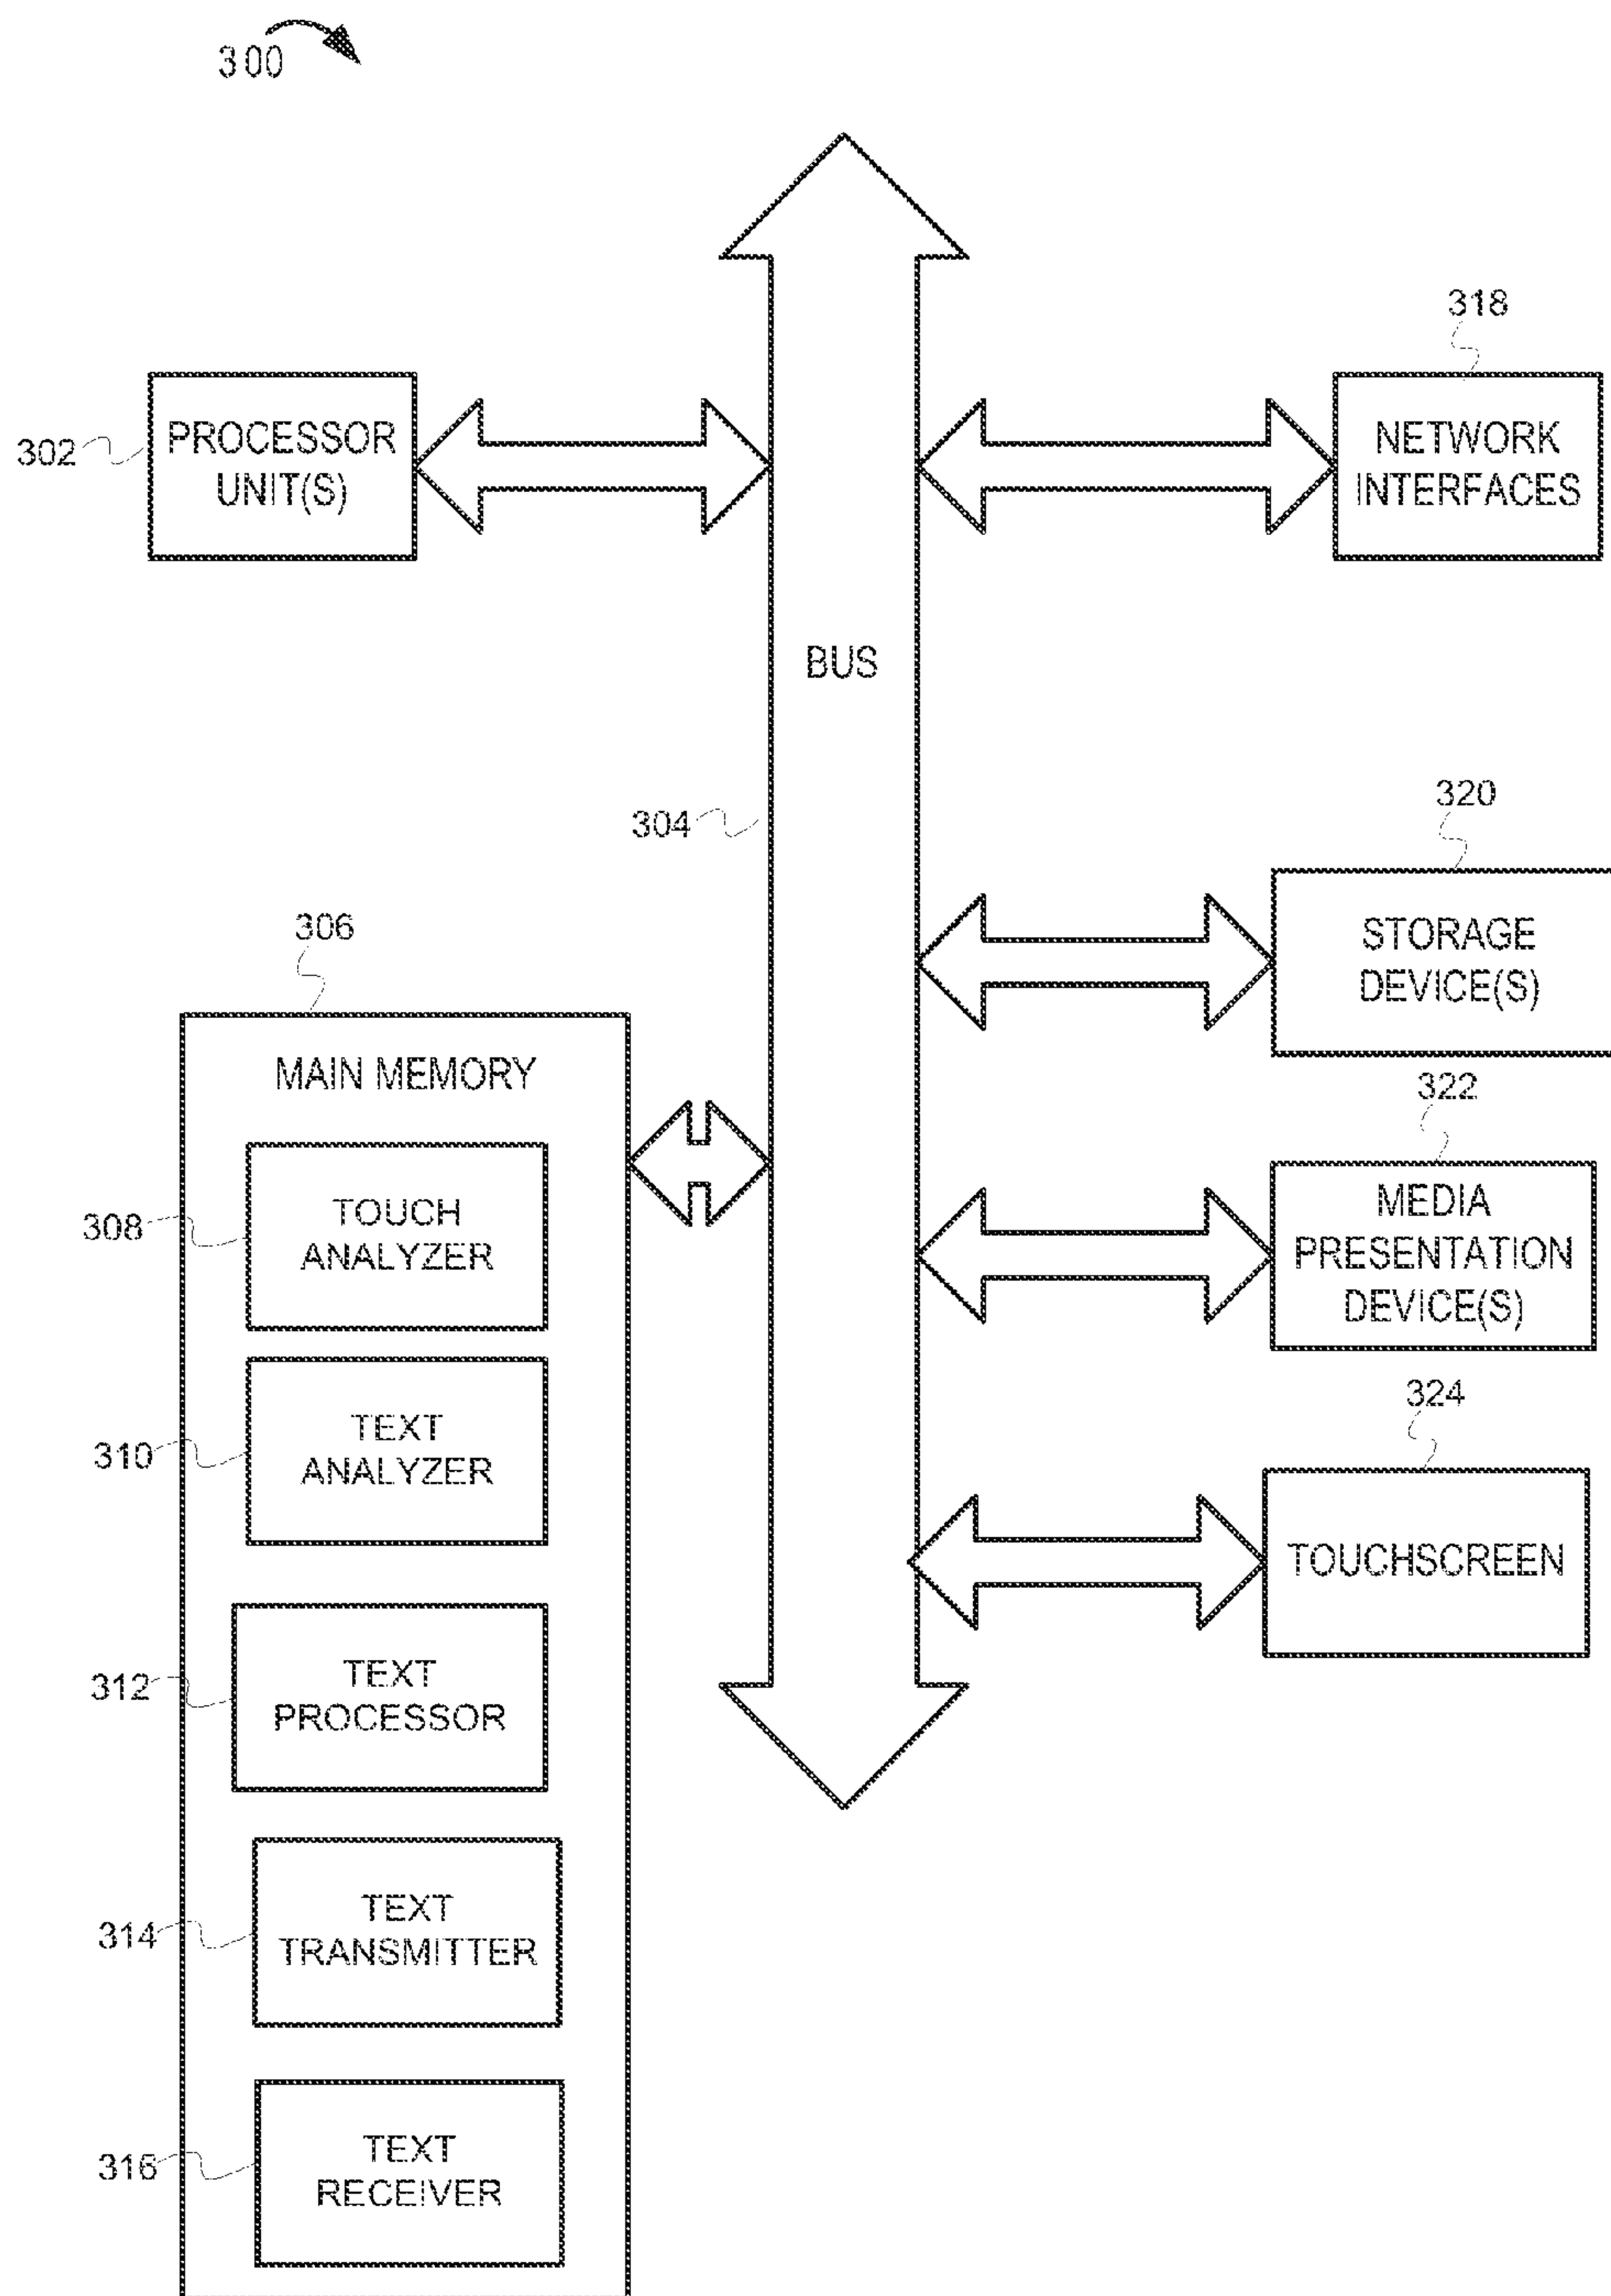 300
318
302
PROCESSOR
UNIT(S)
NETWORK
INTERFACES
BUS
304
320
STORAGE
DEVICE(S)
306
MAIN MEMORY
322
MEDIA
PRESENTATION
DEVICE(S)
308
TOUCH
ANALYZER
324
310
TEXT
ANALYZER
TOUCHSCREEN
312
TEXT
PROCESSOR
314
TEXT
TRANSMITTER
316
TEXT
RECEIVER